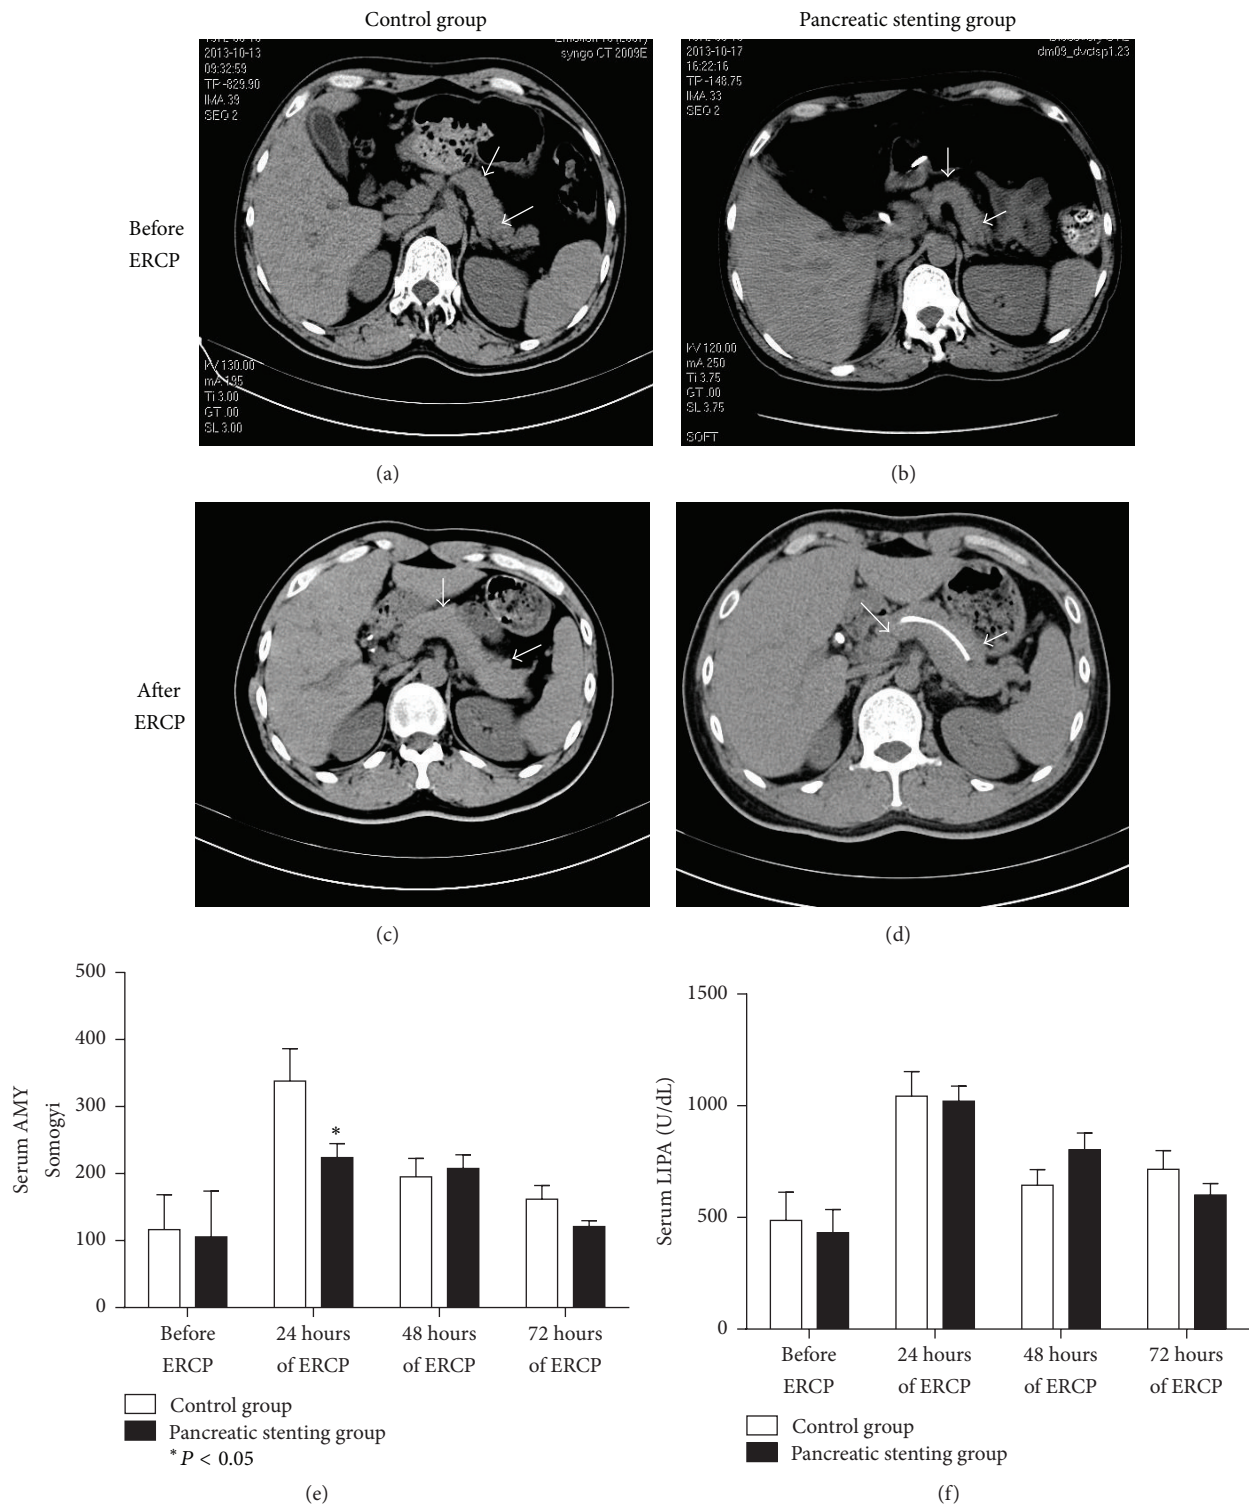 Control group
Pancreatic stenting group
2013-10-13
09:32:59
TP -829.90
IMA 39
SEQ 2
syngo CT 2009E
2013-10-17
16:22:16
TP -148.75
IMA 33
SEQ 2
dm09_dvctsp1.23
Before
ERCP
KV 130.00
mA 195
TI 3.00
GT .00
SL 3.00
KV 120.00
mA 250
TI 3.75
GT .00
SL 3.75
SOFT
(a)
(b)
After
ERCP
(c)
(d)
Serum AMY
Somogyi
500
400
300
200
100
0
*
Before
ERCP
24 hours
of ERCP
48 hours
of ERCP
72 hours
of ERCP
Control group
Pancreatic stenting group
* P < 0.05
(e)
Serum LIPA (U/dL)
1500
1000
500
0
Before
ERCP
24 hours
of ERCP
48 hours
of ERCP
72 hours
of ERCP
Control group
Pancreatic stenting group
(f)